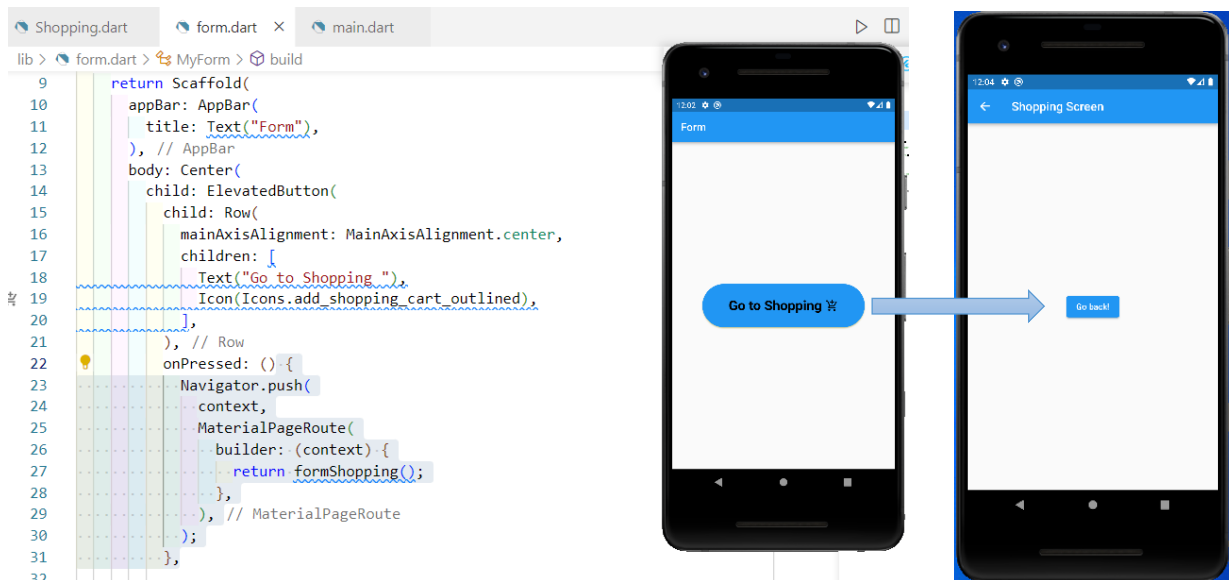 Shopping.dart
form.dart
main.dart
lib > form.dart > MyForm > build
9 return Scaffold(
10 appBar: AppBar(
11 title: Text("Form"),
12 ), // AppBar
13 body: Center(
14 child: ElevatedButton(
15 child: Row(
16 mainAxisAlignment: MainAxisAlignment.center,
17 children: [
18 Text("Go to Shopping "),
19 Icon(Icons.add_shopping_cart_outlined),
20 ],
21 ), // Row
22 onPressed: () {
23 Navigator.push(
24 context,
25 MaterialPageRoute(
26 builder: (context) {
27 return formShopping();
28 },
29 ), // MaterialPageRoute
30 );
31 },
32
12:02
Form
Go to Shopping
12:04
Shopping Screen
Go back!